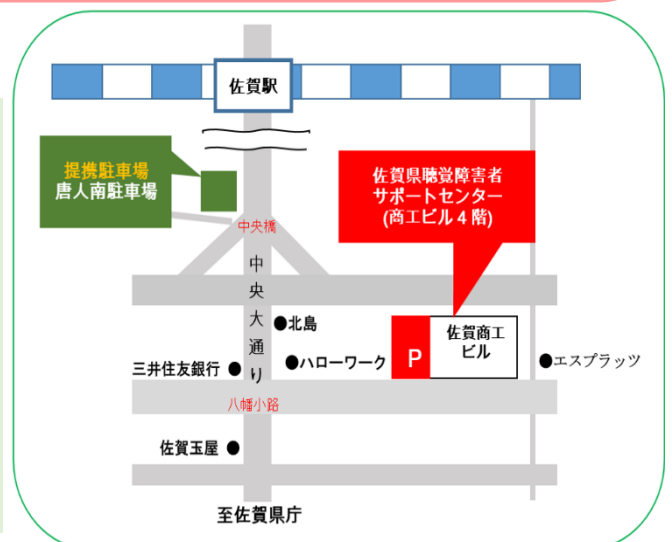 佐賀駅
提携駐車場
唐人南駐車場
佐賀県聴覚障害者
サポートセンター
(商工ビル４階)
中央橋
中央大通り
●北島
佐賀商工
ビル
P
三井住友銀行●
●ハローワーク
●エスプラッツ
八幡小路
佐賀玉屋●
至佐賀県庁